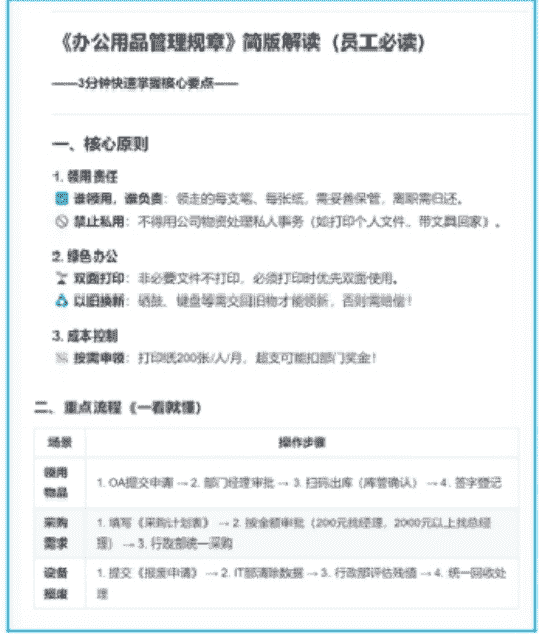 《办公用品管理规章》简版解读（员工必读）
——3分钟快速掌握核心要点——
一、核心原则
1. 领用责任
谁领用，谁负责：领走的每支笔、每张纸，需妥善保管，离职需归还。
禁止私用：不得用公司物资处理私人事务（如打印个人文件、带文具回家）。
2. 绿色办公
双面打印：非必要文件不打印，必须打印时优先双面使用。
以旧换新：硒鼓、键盘等需交回旧物才能领新，否则需赔偿！
3. 成本控制
按需申领：打印纸200张/人/月，超支可能扣部门奖金！
二、重点流程（一看就懂）
场景 操作步骤
领用物品 1. OA提交申请 → 2. 部门经理审批 → 3. 扫码出库（库管确认） → 4. 签字登记
采购需求 1. 填写《采购计划表》 → 2. 按金额审批（200元找经理，2000元以上找总经
理） → 3. 行政部统一采购
设备报废 1. 提交《报废申请》 → 2. IT部清除数据 → 3. 行政部评估残值 → 4. 统一回收处
理